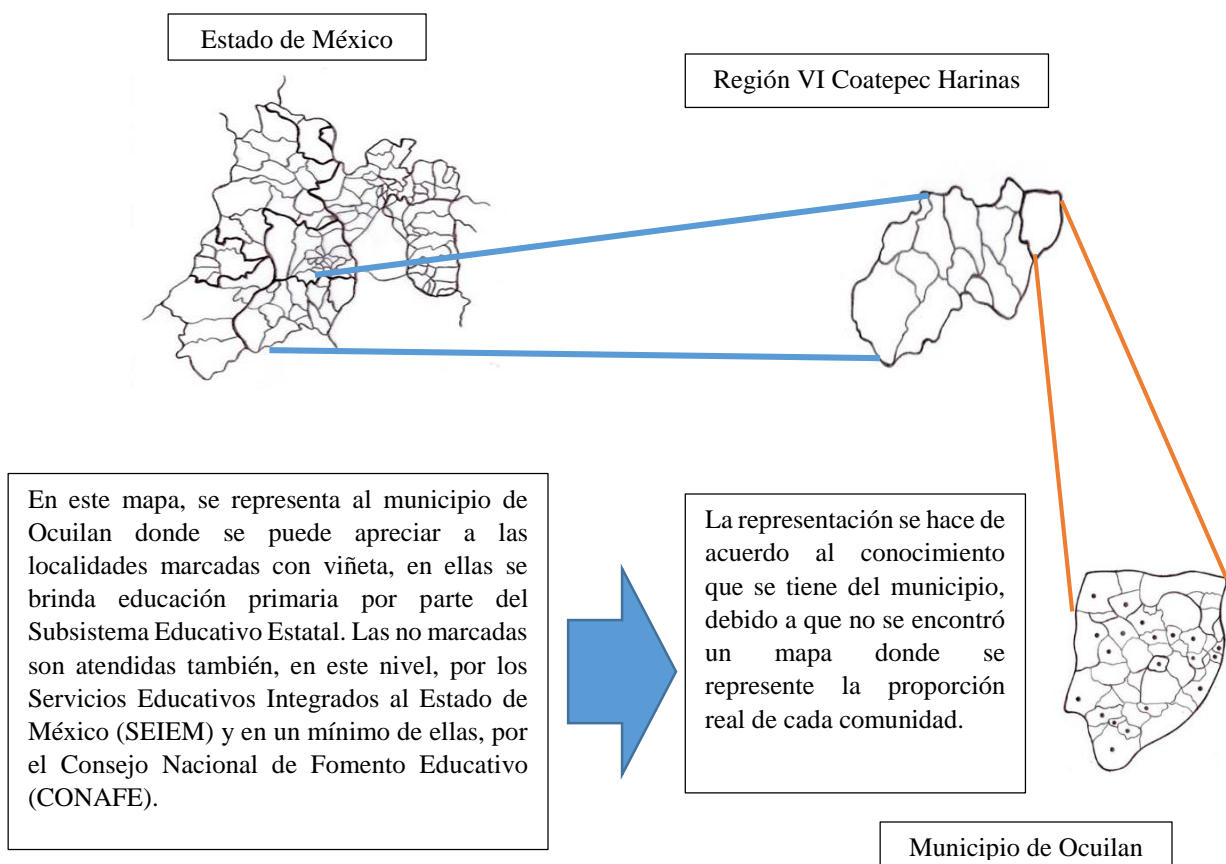 Estado de México
Región VI Coatepec Harinas
En este mapa, se representa al municipio de
Ocuilan donde se puede apreciar a las
localidades marcadas con viñeta, en ellas se
brinda educación primaria por parte del
Subsistema Educativo Estatal. Las no marcadas
son atendidas también, en este nivel, por los
Servicios Educativos Integrados al Estado de
México (SEIEM) y en un mínimo de ellas, por
el Consejo Nacional de Fomento Educativo
(CONAFE).
La representación se hace de
acuerdo al conocimiento
que se tiene del municipio,
debido a que no se encontró
un mapa donde se
represente la proporción
real de cada comunidad.
Municipio de Ocuilan